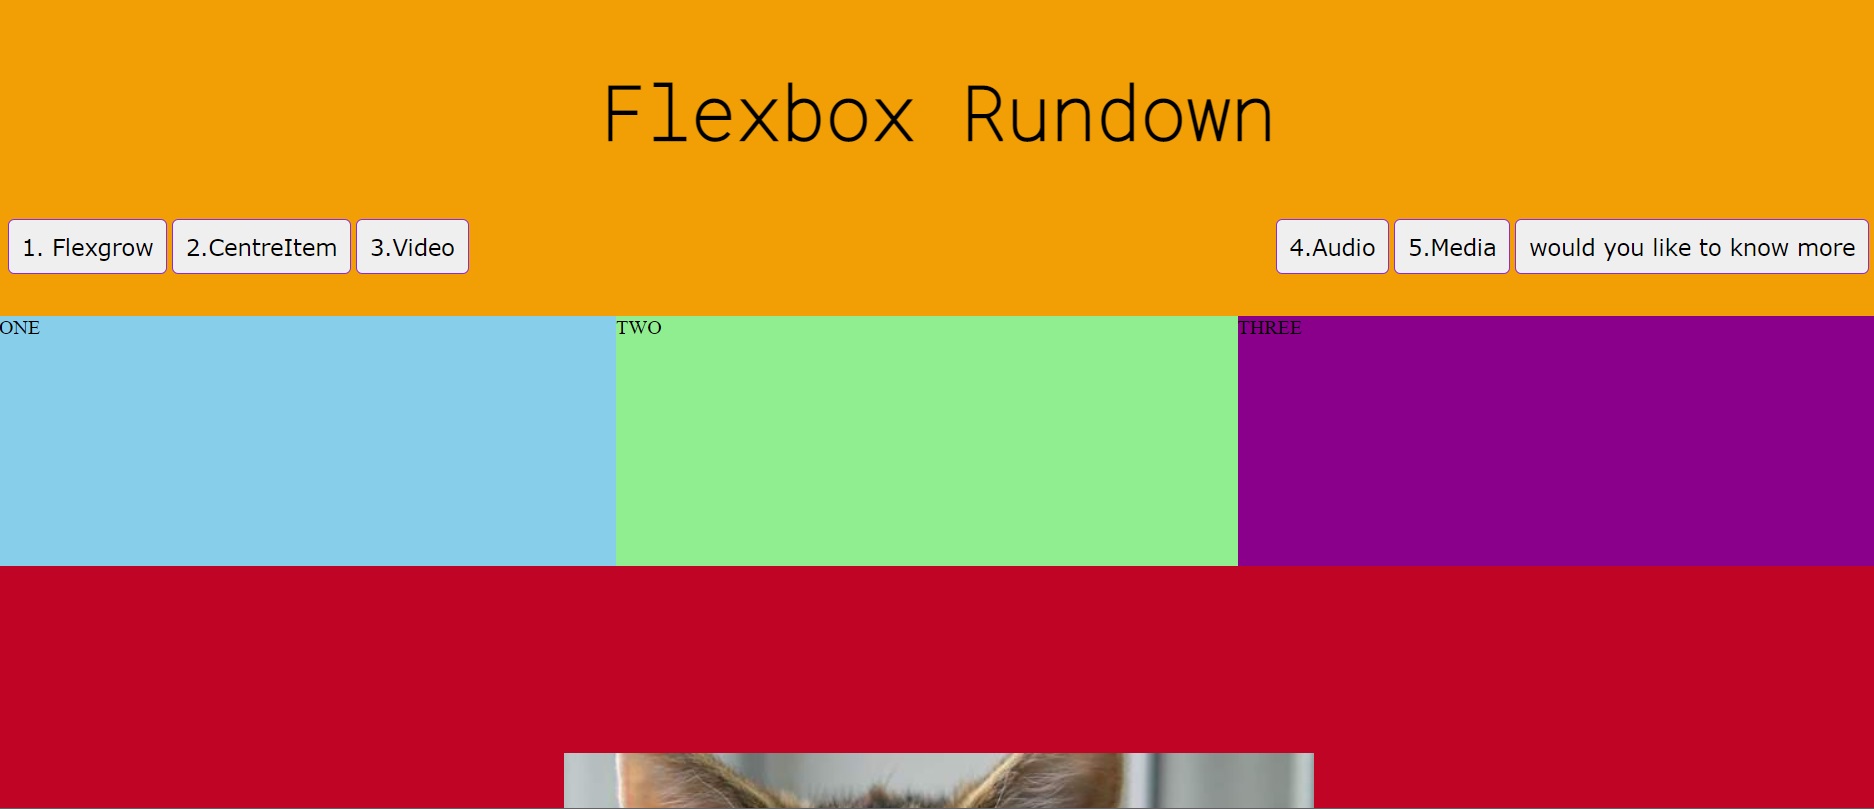 Flexbox Rundown
1. Flexgrow 2.CentreItem 3.Video 4.Audio 5.Media would you like to know more
ONE TWO THREE